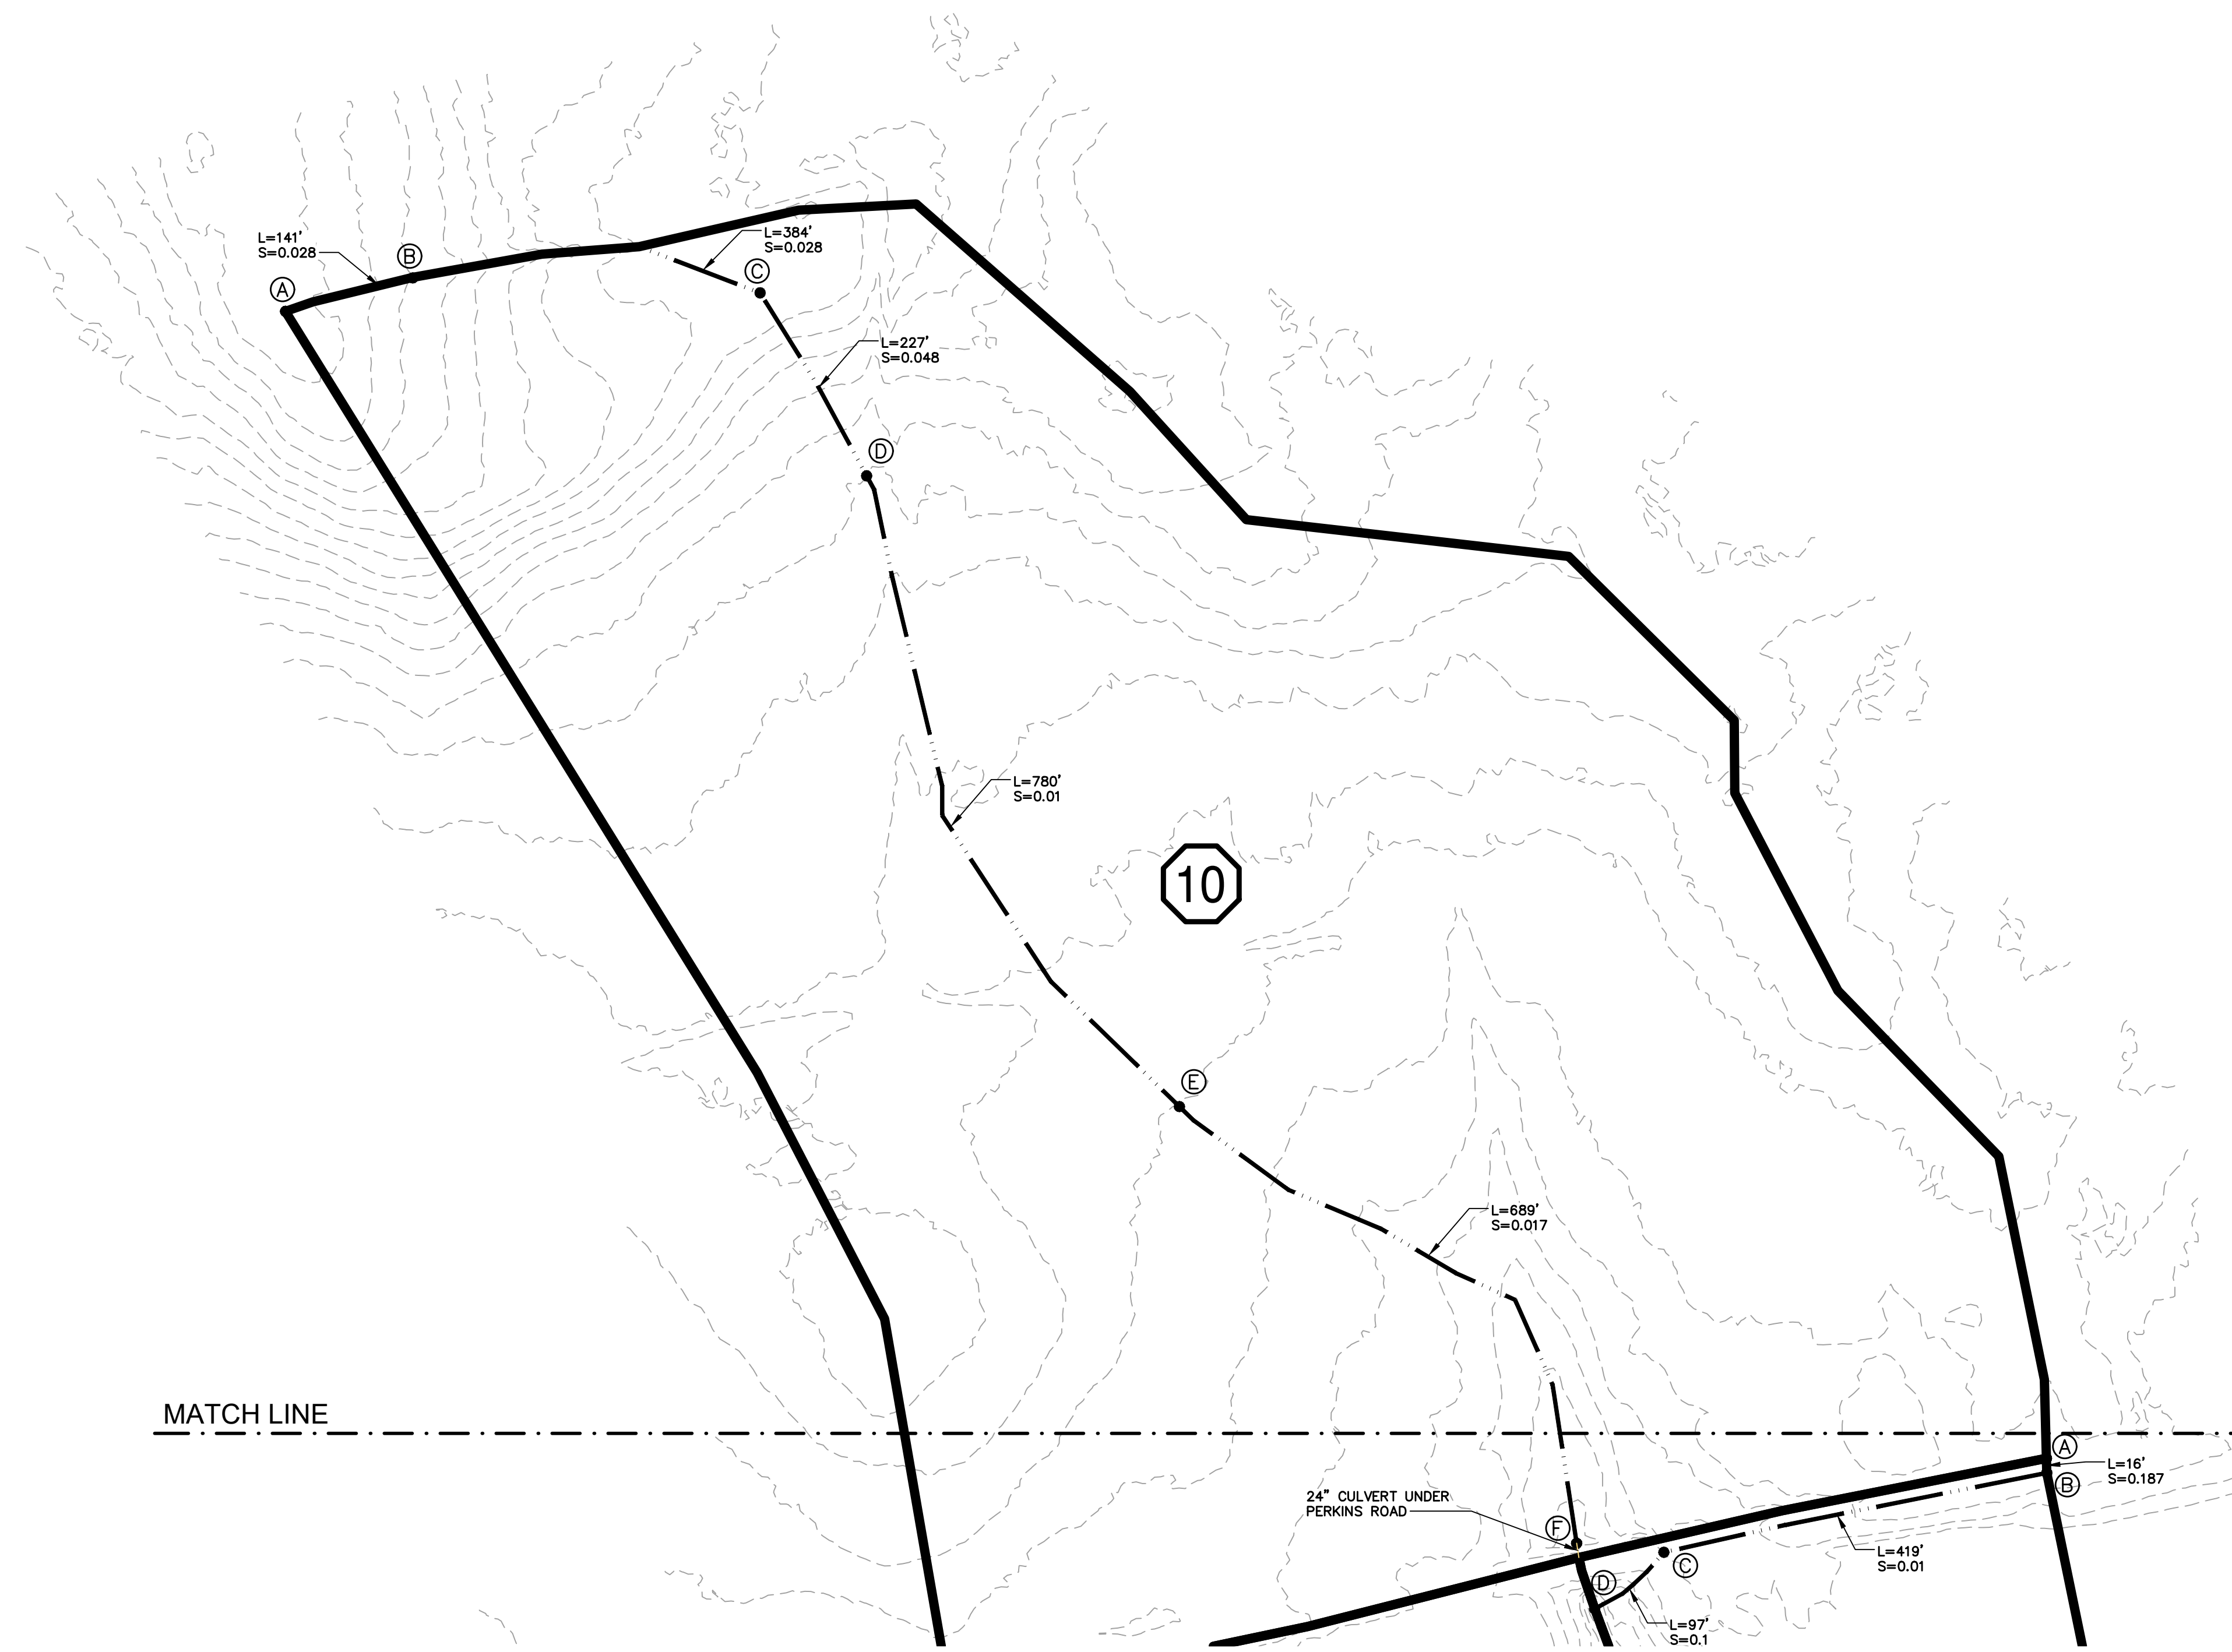 L=141'
S=0.028
A
B
L=384'
S=0.028
C
L=227'
S=0.048
D
L=780'
S=0.01
10
E
L=689'
S=0.017
MATCH LINE
A
L=16'
S=0.187
B
24" CULVERT UNDER
PERKINS ROAD
F
C
L=419'
S=0.01
D
L=97'
S=0.1